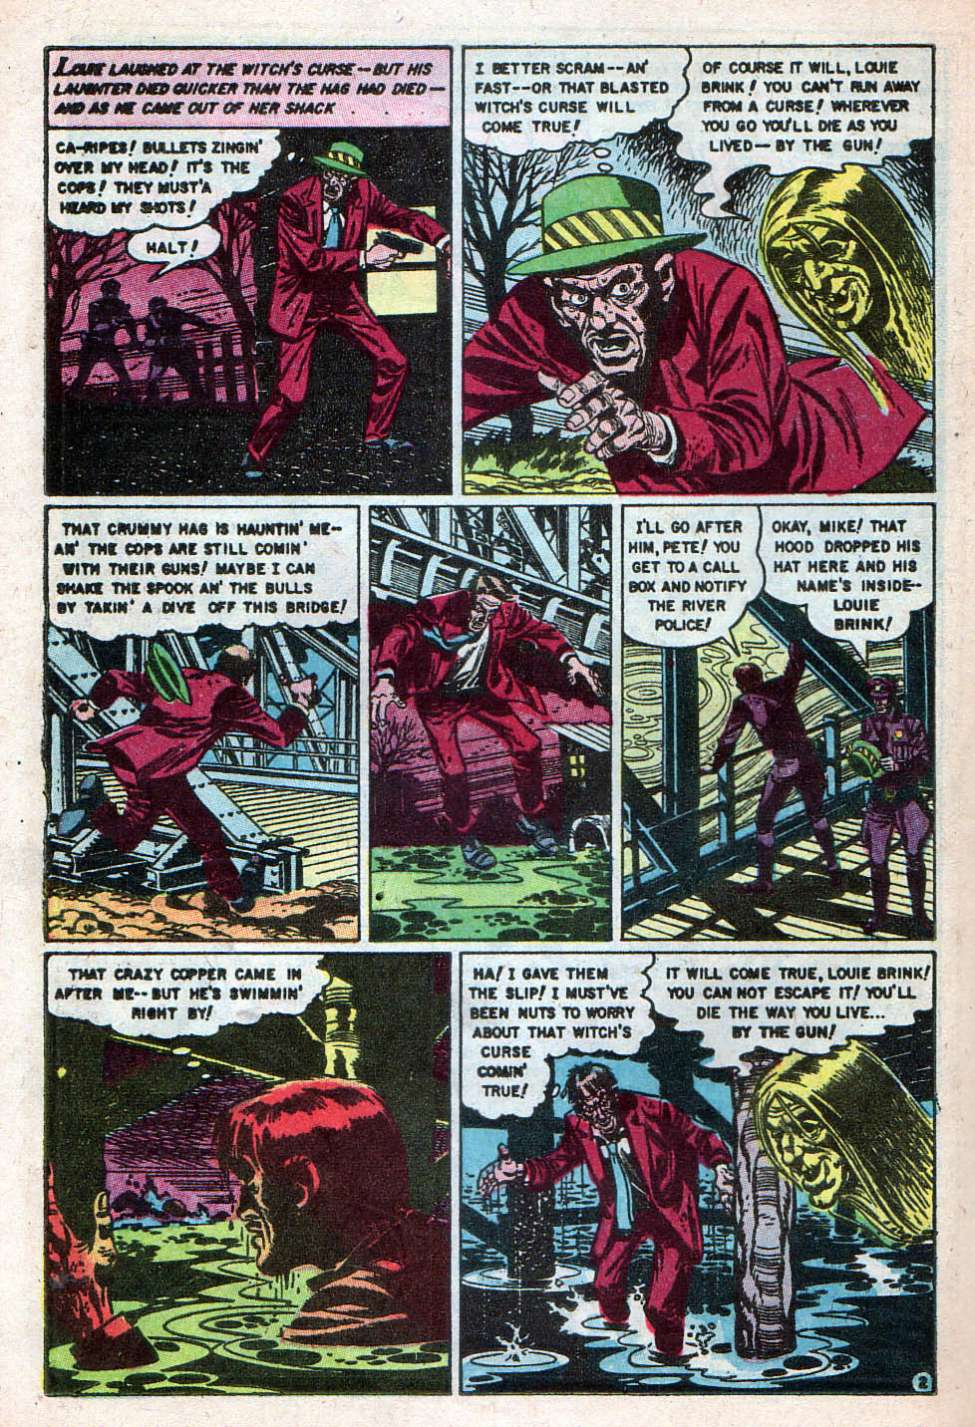 LOUIE LAUGHED AT THE WITCH'S CURSE--BUT HIS
LAUGHTER DIED QUICKER THAN THE HAG HAD DIED--
AND AS HE CAME OUT OF HER SHACK
CA-RIPES! BULLETS ZINGIN'
OVER MY HEAD! IT'S THE
COPS! THEY MUST'A
HEARD MY SHOTS!
HALT!
I BETTER SCRAM--AN'
FAST--OR THAT BLASTED
WITCH'S CURSE WILL
COME TRUE!
OF COURSE IT WILL, LOUIE
BRINK! YOU CAN'T RUN AWAY
FROM A CURSE! WHEREVER
YOU GO YOU'LL DIE AS YOU
LIVED-- BY THE GUN!
THAT CRUMMY HAG IS HAUNTIN' ME--
AN' THE COPS ARE STILL COMIN'
WITH THEIR GUNS! MAYBE I CAN
SHAKE THE SPOOK AN' THE BULLS
BY TAKIN' A DIVE OFF THIS BRIDGE!
I'LL GO AFTER
HIM, PETE! YOU
GET TO A CALL
BOX AND NOTIFY
THE RIVER
POLICE!
OKAY, MIKE! THAT
HOOD DROPPED HIS
HAT HERE AND HIS
NAME'S INSIDE--
LOUIE
BRINK!
THAT CRAZY COPPER CAME IN
AFTER ME-- BUT HE'S SWIMMIN'
RIGHT BY!
HA! I GAVE THEM
THE SLIP! I MUST'VE
BEEN NUTS TO WORRY
ABOUT THAT WITCH'S
CURSE
COMIN'
TRUE!
IT WILL COME TRUE, LOUIE BRINK!
YOU CAN NOT ESCAPE IT! YOU'LL
DIE THE WAY YOU LIVE...
BY THE GUN!
2